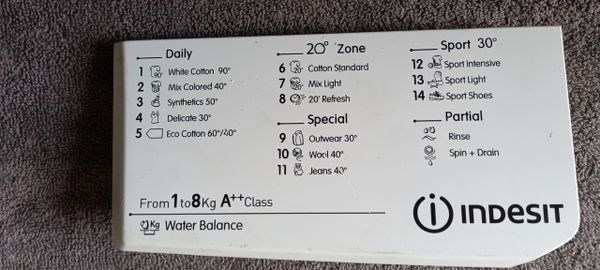 Daily
1 White Cotton 90°
2 Mix Colored 40°
3 Synthetics 50°
4 Delicate 30°
5 Eco Cotton 60°/40°
20° Zone
6 Cotton Standard
7 Mix Light
8 20' Refresh
Special
9 Outwear 30°
10 Wool 40°
11 Jeans 40°
Sport 30°
12 Sport Intensive
13 Sport Light
14 Sport Shoes
Partial
Rinse
Spin + Drain
From 1 to 8 Kg A++ Class
Kg Water Balance
INDESIT